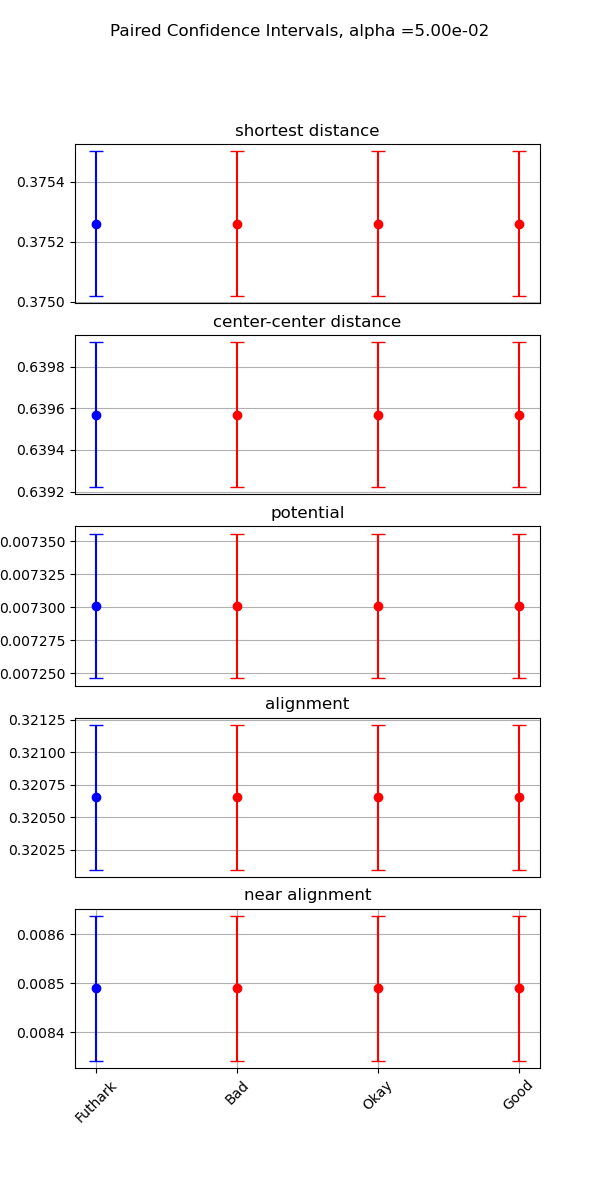 Paired Confidence Intervals, alpha =5.00e-02
shortest distance
0.3754
0.3752
0.3750
center-center distance
0.6398
0.6396
0.6394
0.6392
potential
0.007350
0.007325
0.007300
0.007275
0.007250
alignment
0.32125
0.32100
0.32075
0.32050
0.32025
near alignment
0.0086
0.0085
0.0084
Futhark
Bad
Okay
Good